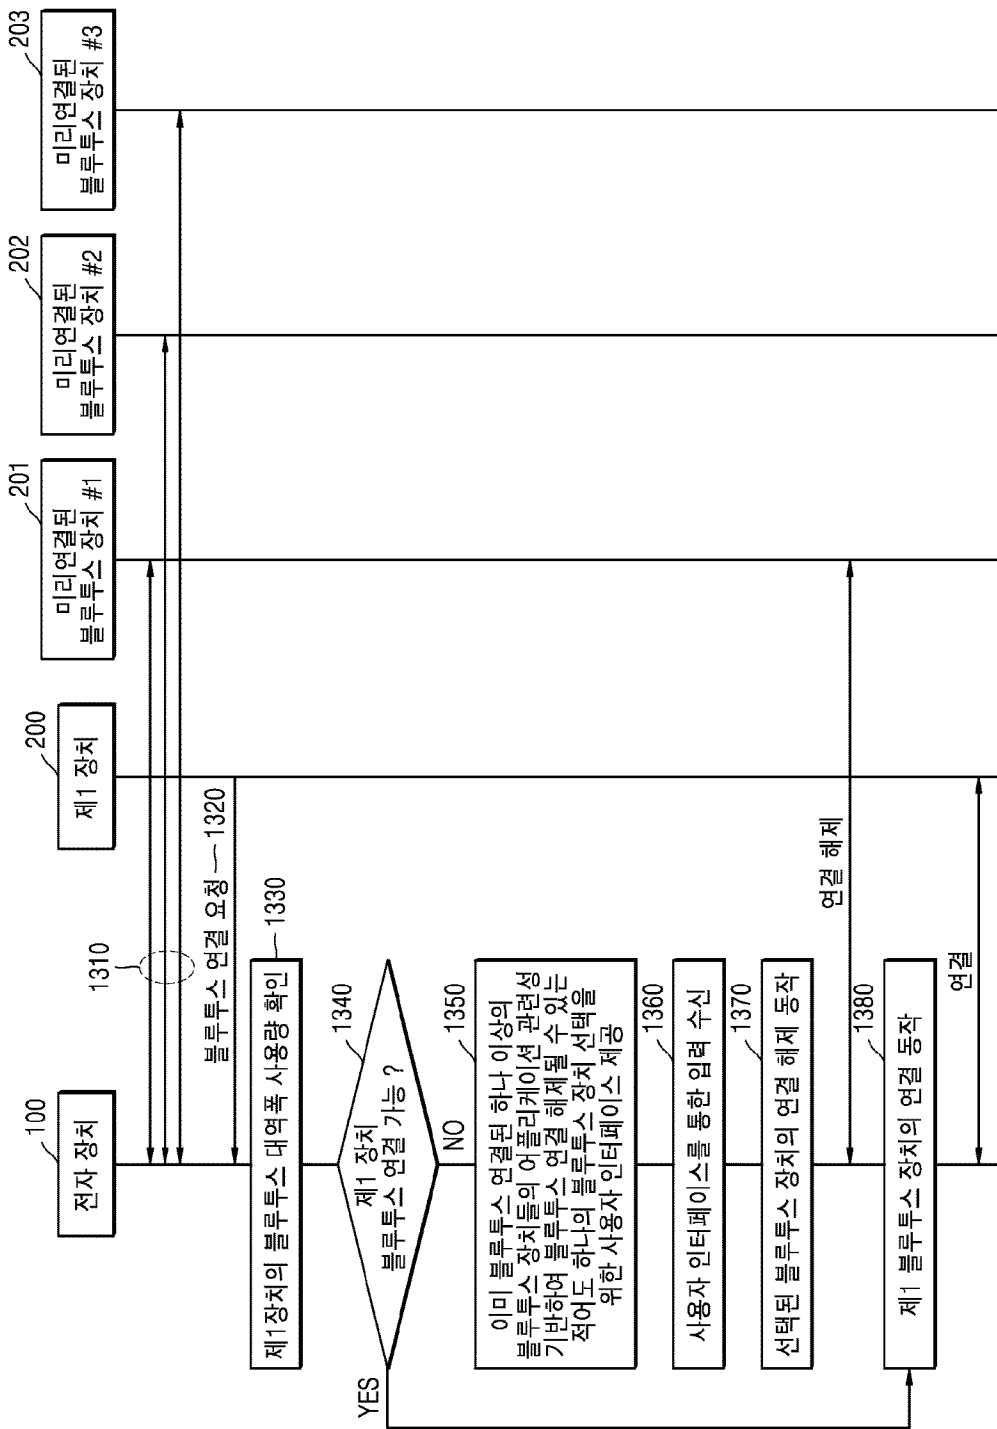 100
전자 장치
200
제1 장치
201
미리연결된
블루투스 장치 #1
202
미리연결된
블루투스 장치 #2
203
미리연결된
블루투스 장치 #3
1310
블루투스 연결 요청
1320
1330
제1장치의 블루투스 대역폭 사용량 확인
1340
제1 장치
블루투스 연결 가능 ?
YES
NO
1350
이미 블루투스 연결된 하나 이상의
블루투스 장치들의 어플리케이션 관련성
기반하여 블루투스 연결 해제될 수 있는
적어도 하나의 블루투스 장치 선택을
위한 사용자 인터페이스 제공
1360
사용자 인터페이스를 통한 입력 수신
1370
선택된 블루투스 장치의 연결 해제 동작
연결 해제
1380
제1 블루투스 장치의 연결 동작
연결